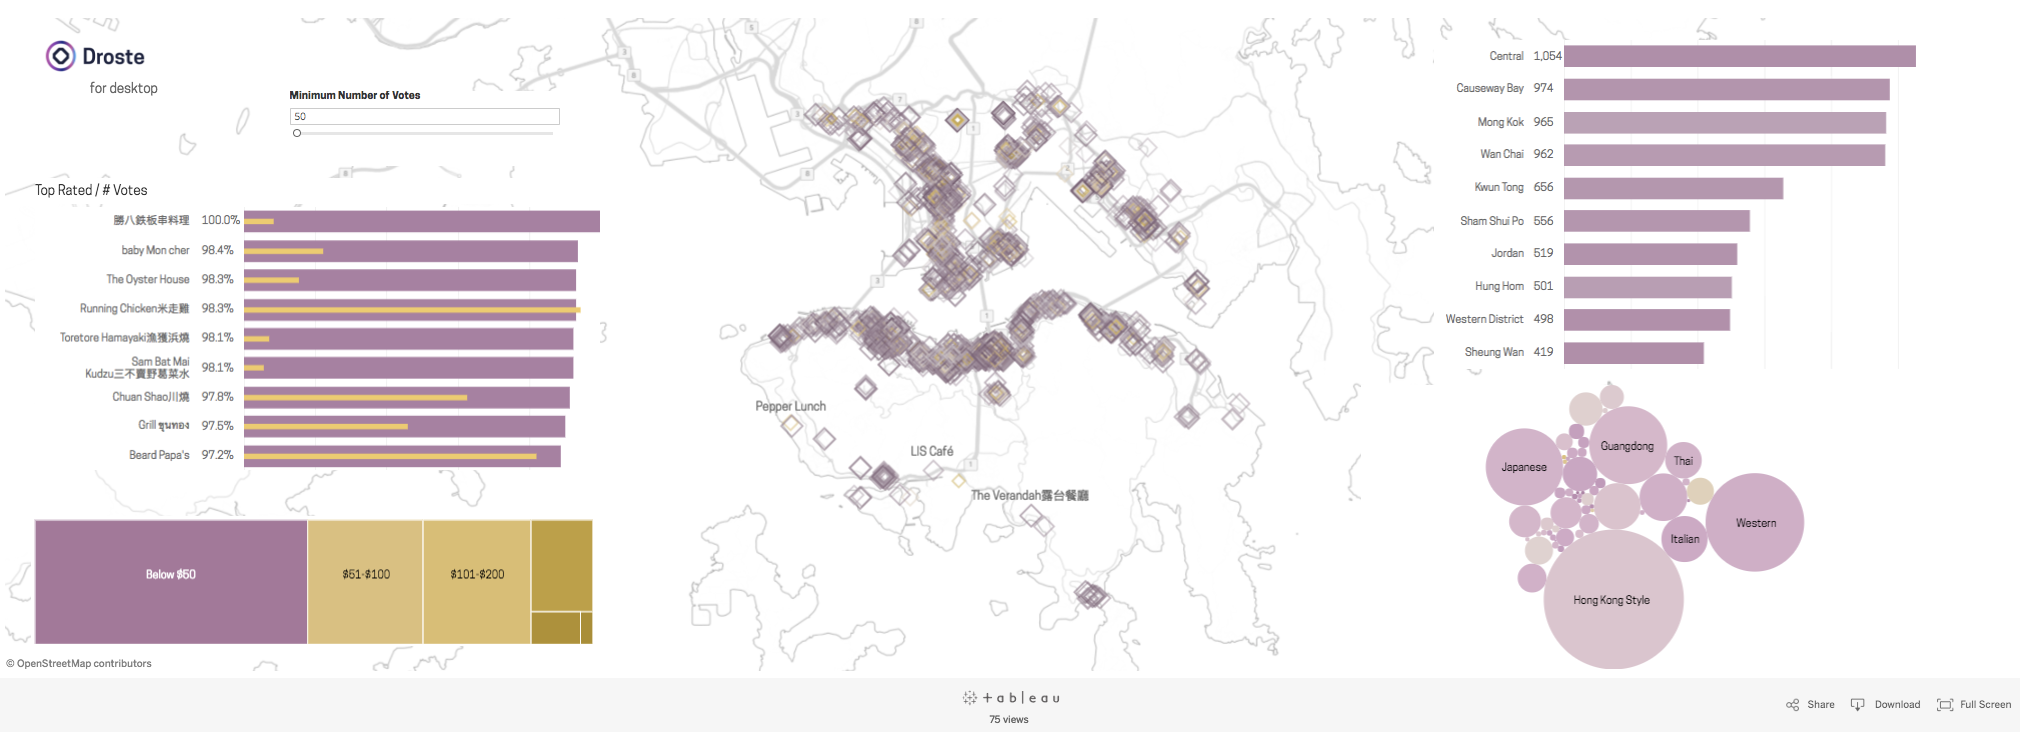 Droste
for desktop
Minimum Number of Votes
50
Top Rated / # Votes
勝八鉄板串料理 100.0%
baby Mon cher 98.4%
The Oyster House 98.3%
Running Chicken米走雞 98.3%
Toretore Hamayaki漁獲浜燒 98.1%
Sam Bat Mai
Kudzu三不賣野葛菜水 98.1%
Chuan Shao川燒 97.8%
Grill ขุนทอง 97.5%
Beard Papa's 97.2%
Below $50
$51-$100
$101-$200
© OpenStreetMap contributors
Pepper Lunch
LIS Café
The Verandah露台餐廳
Central 1,054
Causeway Bay 974
Mong Kok 965
Wan Chai 962
Kwun Tong 656
Sham Shui Po 556
Jordan 519
Hung Hom 501
Western District 498
Sheung Wan 419
Guangdong
Japanese
Thai
Western
Italian
Hong Kong Style
+ a b | e a u
75 views
Share
Download
Full Screen